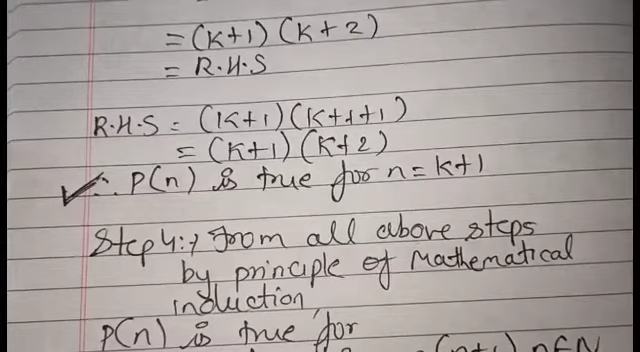 = (K+1) (K+2)
= R.H.S
R.H.S = (K+1) (K+1+1)
= (K+1) (K+2)
∴ P(n) is true for n = k+1
Step 4:→ From all above steps
by principle of Mathematical
induction,
P(n) is true for
(n+1) n∈N